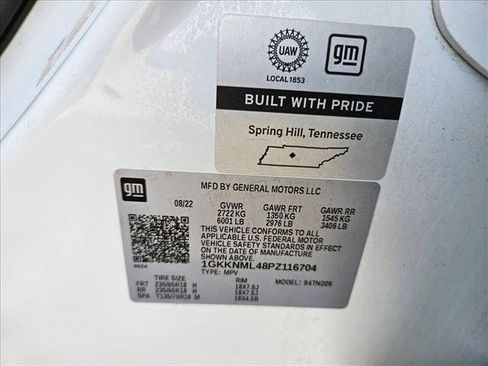 UAW
gm
LOCAL 1853
BUILT WITH PRIDE
Spring Hill, Tennessee
gm
MFD BY GENERAL MOTORS LLC
08/22 GVWR GAWR FRT GAWR RR
2722 KG 1350 KG 1545 KG
6001 LB 2976 LB 3406 LB
THIS VEHICLE CONFORMS TO ALL
APPLICABLE U.S. FEDERAL MOTOR
VEHICLE SAFETY STANDARDS IN EFFECT
ON THE DATE OF MANUFACTURE
SHOWN ABOVE.
1GKKNML48PZ116704
TYPE: MPV MODEL: 84TN026
TIRE SIZE RIM
FRT 235/65R18 H 18X7.5J
RR 235/65R18 H 18X7.5J
SPA T135/70R18 M 18X4.5B